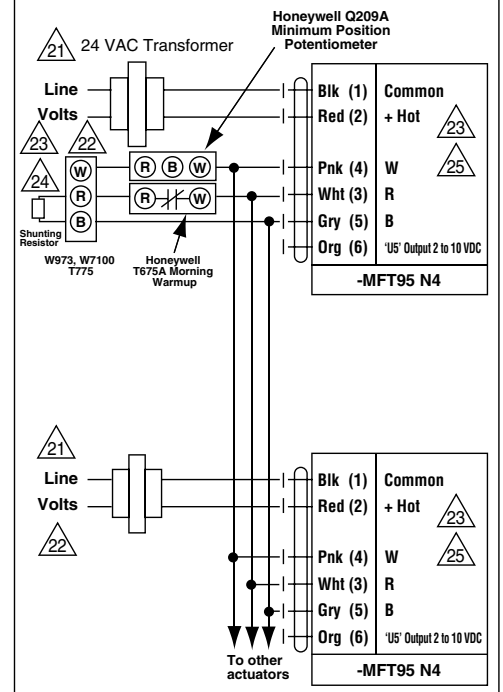 Honeywell Q209A
Minimum Position
Potentiometer
21 24 VAC Transformer
Line
Volts
Blk (1) Common
Red (2) + Hot
23
Pnk (4) W
25
Wht (3) R
Gry (5) B
Org (6) 'U5' Output 2 to 10 VDC
-MFT95 N4
23 22
24
W
R
B
R B W
R W
Shunting
Resistor
W973, W7100
T775
Honeywell
T675A Morning
Warmup
21
Line
Volts
22
Blk (1) Common
Red (2) + Hot
23
Pnk (4) W
25
Wht (3) R
Gry (5) B
Org (6) 'U5' Output 2 to 10 VDC
-MFT95 N4
To other
actuators